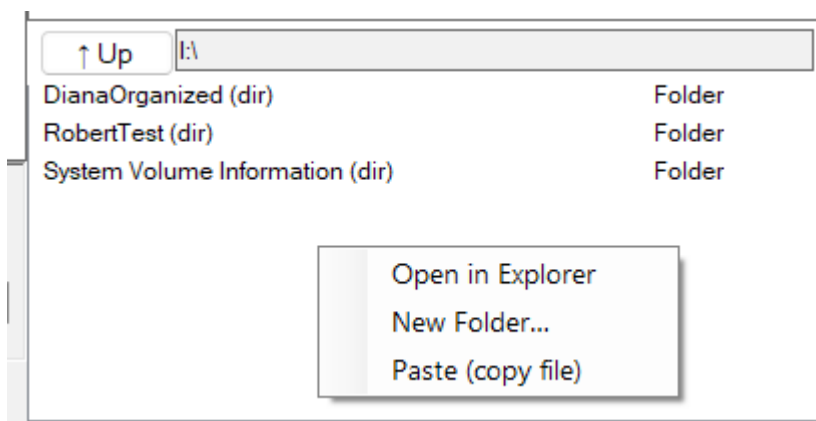 ↑ Up I:\
DianaOrganized (dir) Folder
RobertTest (dir) Folder
System Volume Information (dir) Folder
Open in Explorer
New Folder...
Paste (copy file)